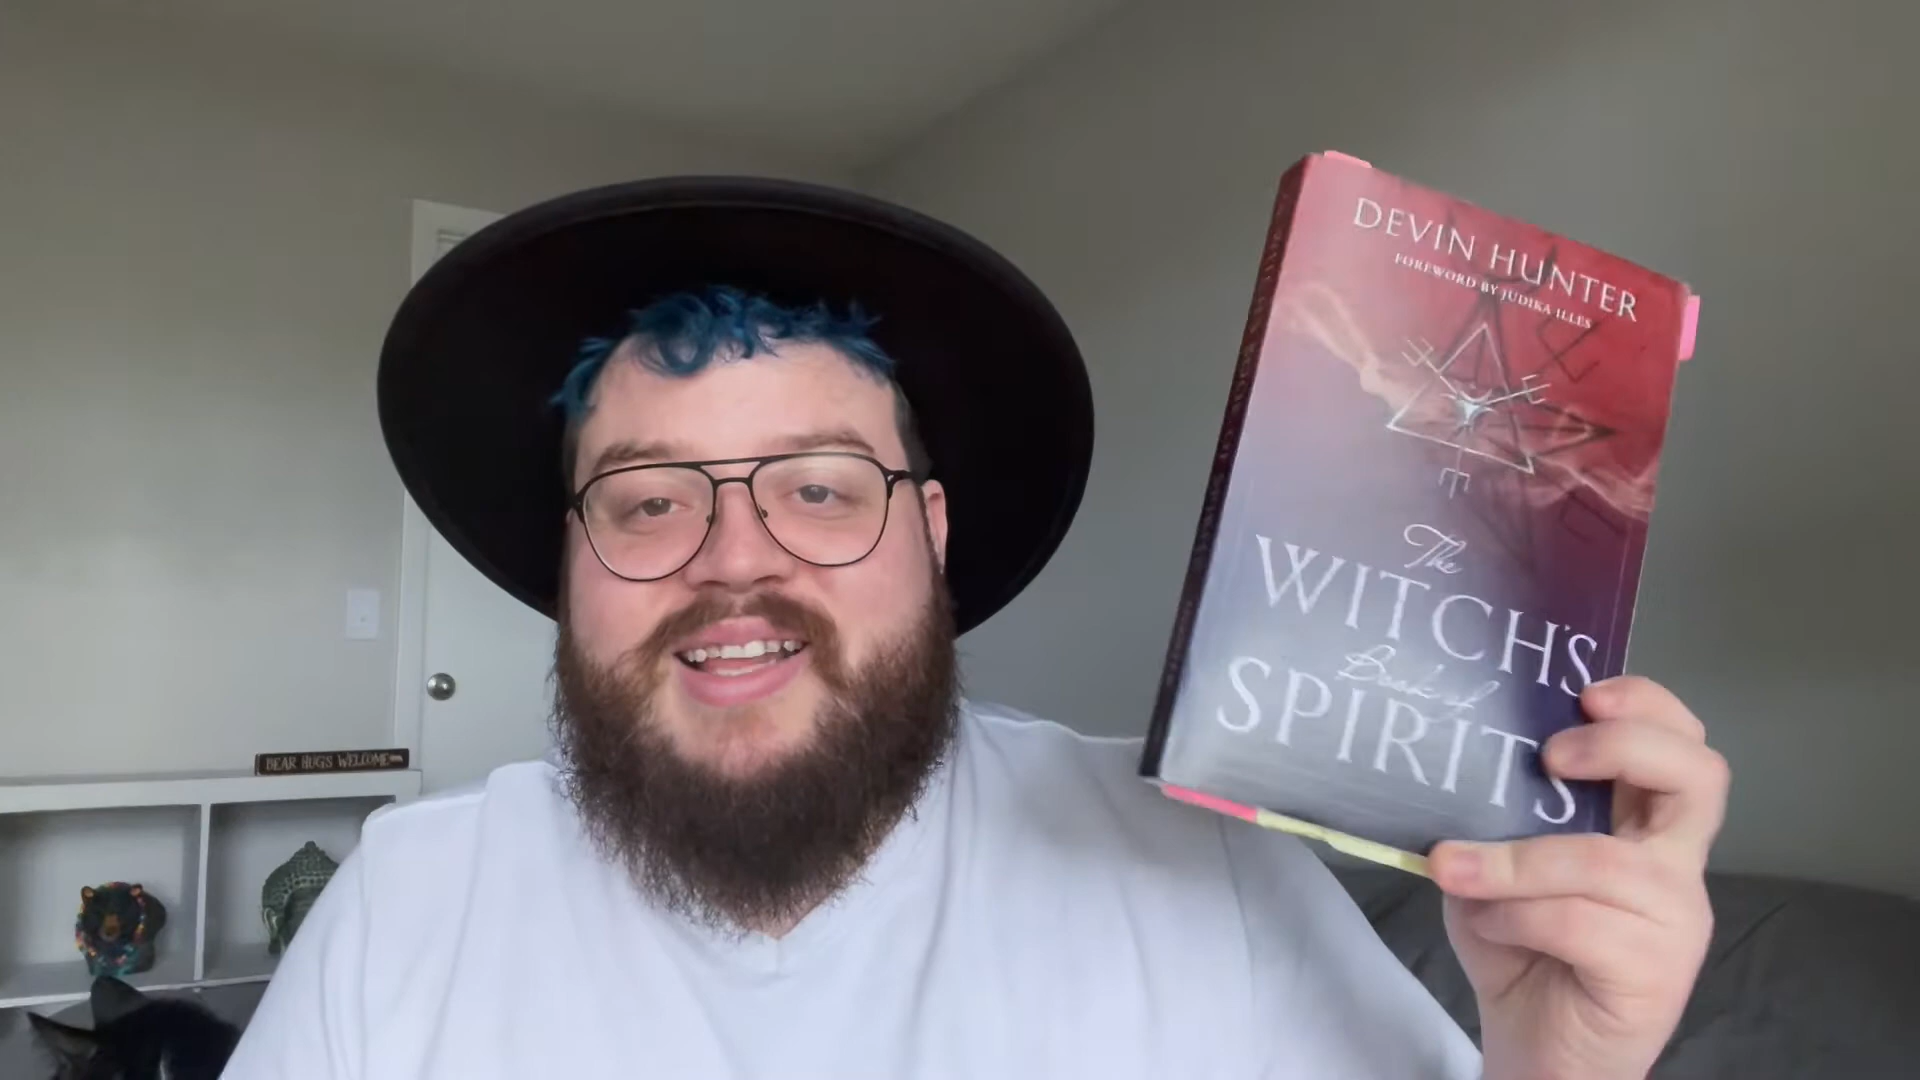 DEVIN HUNTER
FOREWORD BY JUDIKA ILLES
The
WITCH'S
Book of
SPIRITS
BEAR HUGS WELCOME